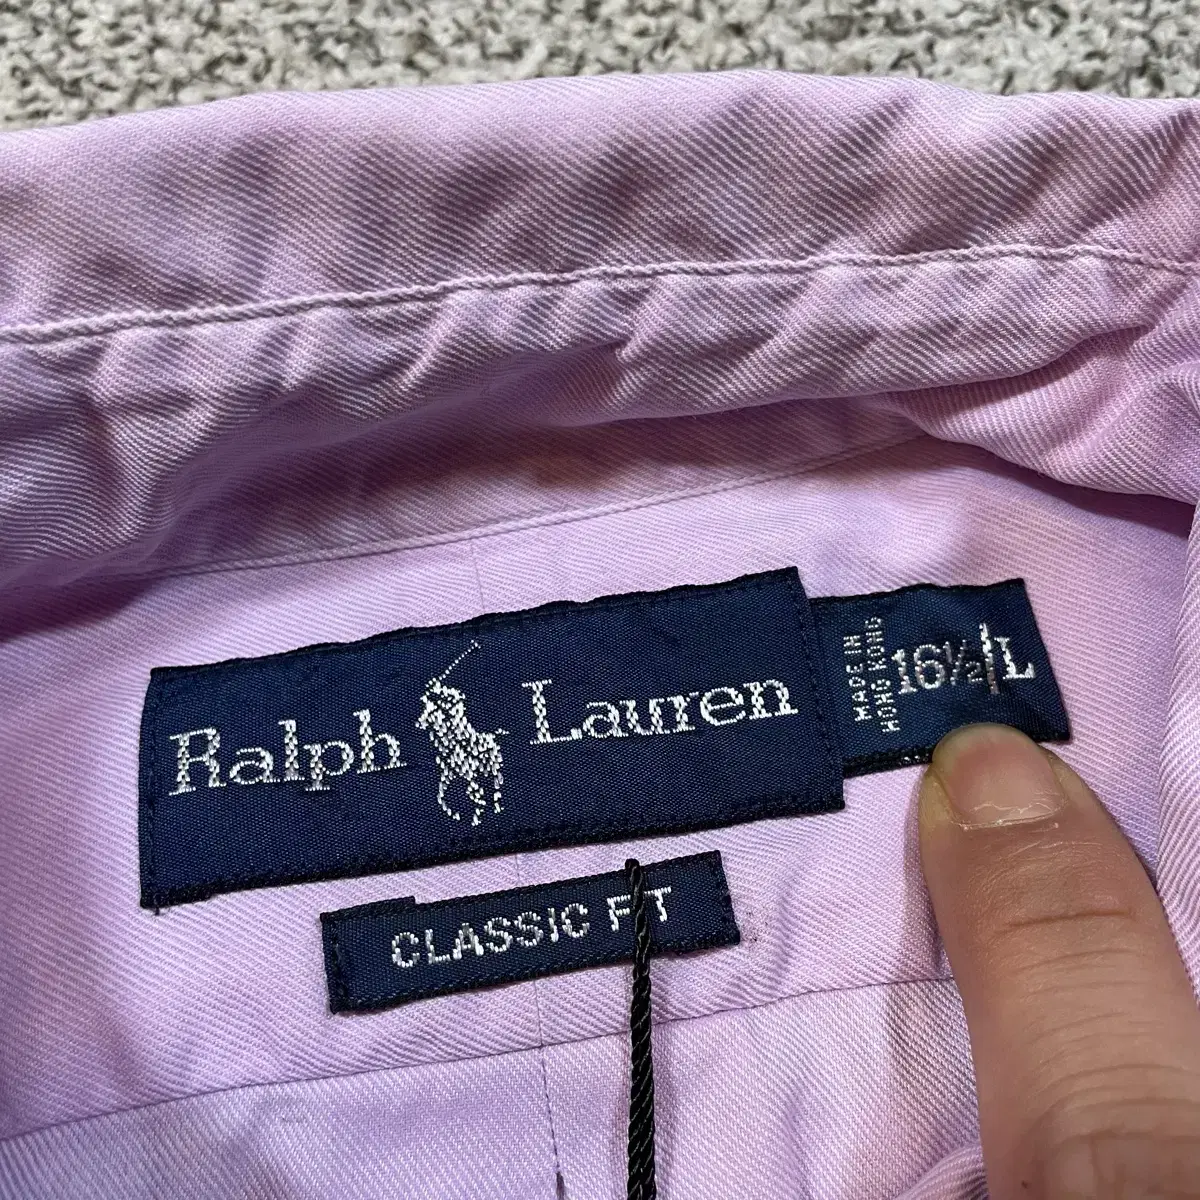 Ralph Lauren
MADE IN
HONG KONG
16½/L
CLASSIC FIT